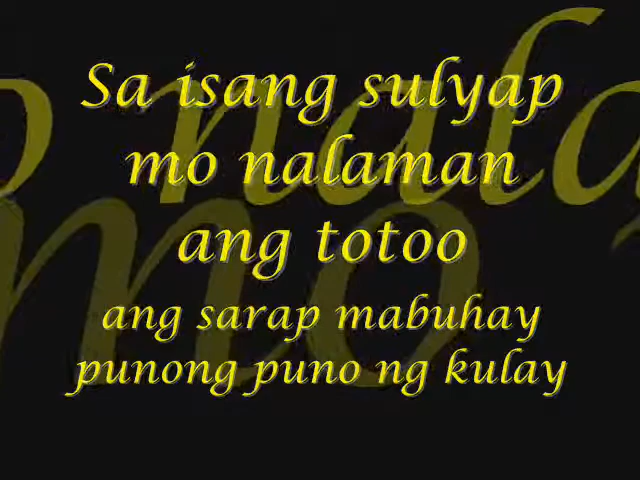 Sa isang sulyap
mo nalaman
ang totoo
ang sarap mabuhay
punong puno ng kulay